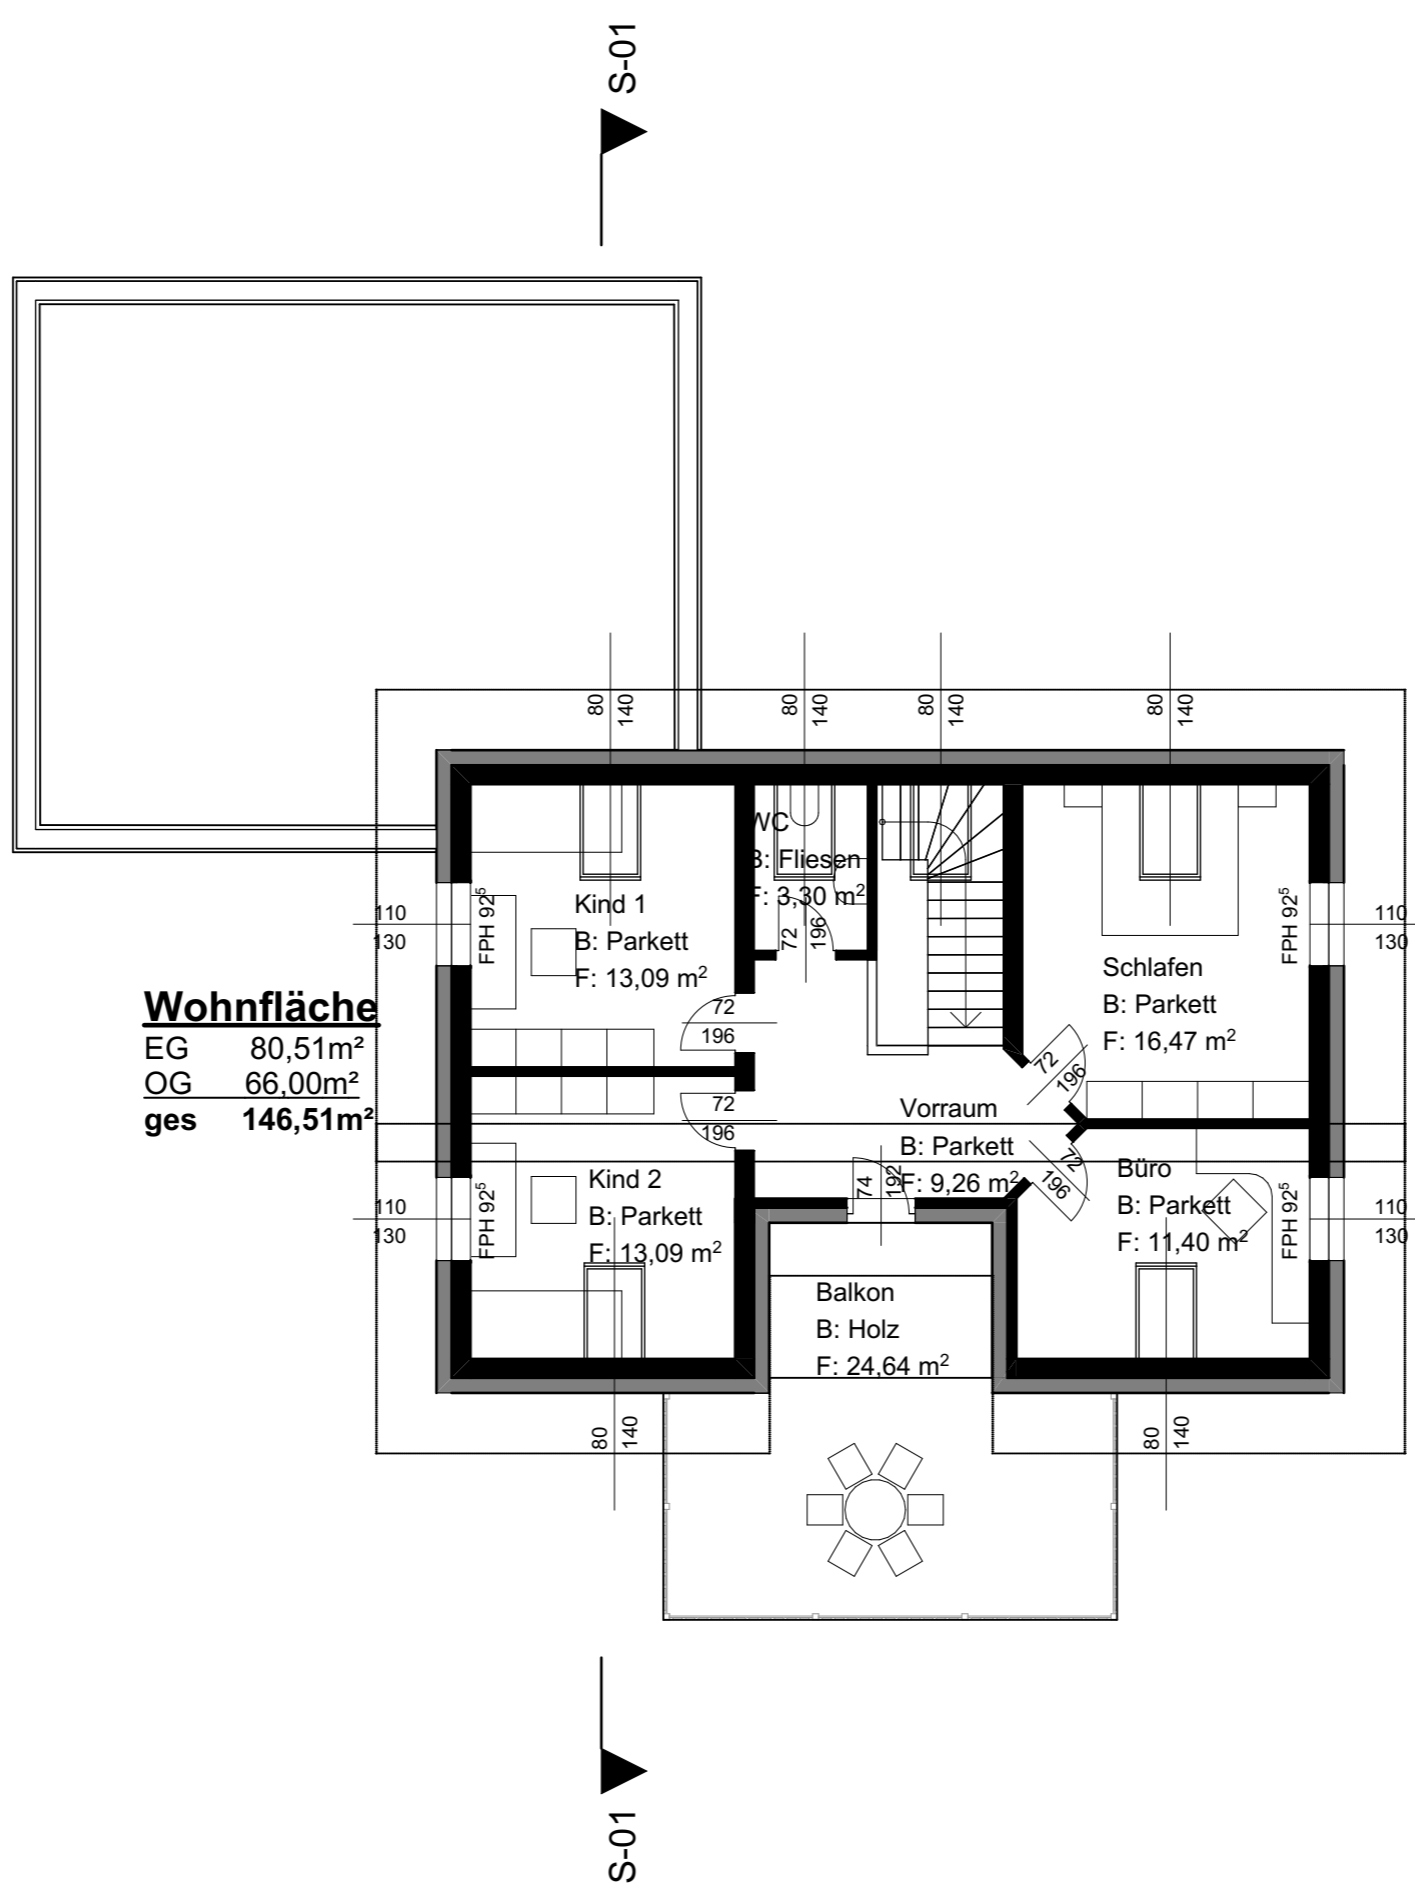 S-01
80
140
80
140
80
140
80
140
WC
B: Fliesen
F: 3,30 m²
72
196
Kind 1
B: Parkett
F: 13,09 m²
110
130
FPH 92⁵
FPH 92⁵
110
130
Schlafen
B: Parkett
F: 16,47 m²
72
196
72
196
Wohnfläche
EG 80,51m²
OG 66,00m²
ges 146,51m²
72
196
Vorraum
B: Parkett
F: 9,26 m²
74
192
72
196
Kind 2
B: Parkett
F: 13,09 m²
110
130
FPH 92⁵
Büro
B: Parkett
F: 11,40 m²
FPH 92⁵
110
130
Balkon
B: Holz
F: 24,64 m²
80
140
80
140
S-01